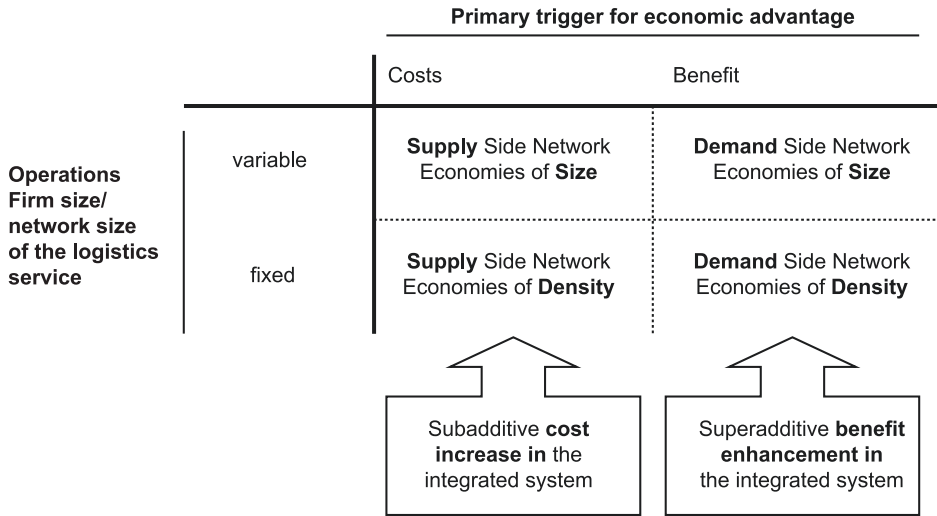 Primary trigger for economic advantage
Costs
Benefit
Operations
Firm size/
network size
of the logistics
service
variable
Supply Side Network
Economies of Size
Demand Side Network
Economies of Size
fixed
Supply Side Network
Economies of Density
Demand Side Network
Economies of Density
Subadditive cost
increase in the
integrated system
Superadditive benefit
enhancement in
the integrated system